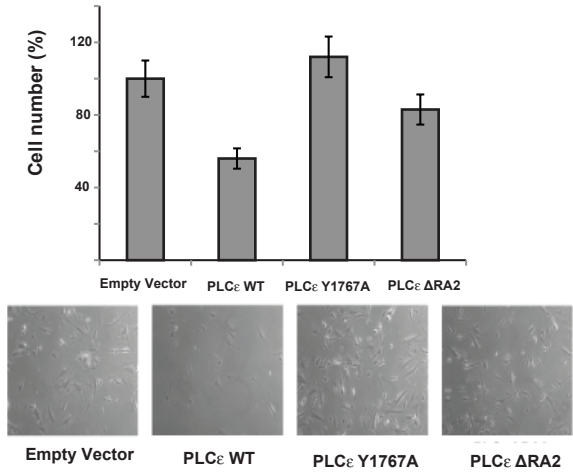 120
80
40
Cell number (%)
Empty Vector PLCε WT PLCε Y1767A PLCε ΔRA2
Empty Vector PLCε WT PLCε Y1767A PLCε ΔRA2